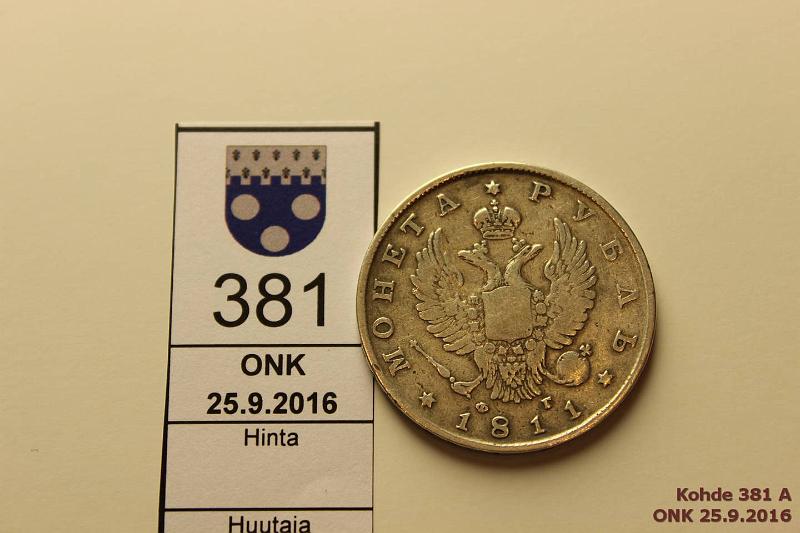 381
ONK
25.9.2016
Hinta
Huutaja
МОНЕТА ★ РУБЛЬ ★ 1811 ★
Ф Г
Kohde 381 A
ONK 25.9.2016